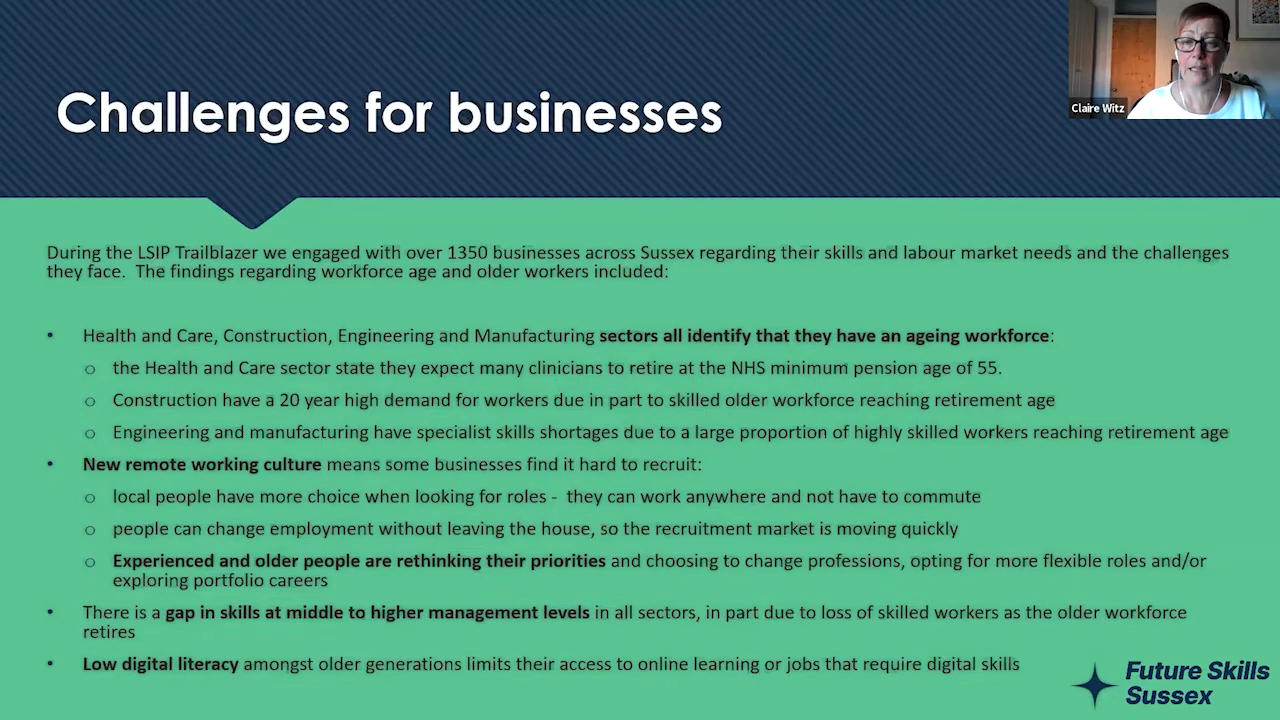 Challenges for businesses
Claire Witz
During the LSIP Trailblazer we engaged with over 1350 businesses across Sussex regarding their skills and labour market needs and the challenges
they face.  The findings regarding workforce age and older workers included:
• Health and Care, Construction, Engineering and Manufacturing sectors all identify that they have an ageing workforce:
o the Health and Care sector state they expect many clinicians to retire at the NHS minimum pension age of 55.
o Construction have a 20 year high demand for workers due in part to skilled older workforce reaching retirement age
o Engineering and manufacturing have specialist skills shortages due to a large proportion of highly skilled workers reaching retirement age
• New remote working culture means some businesses find it hard to recruit:
o local people have more choice when looking for roles -  they can work anywhere and not have to commute
o people can change employment without leaving the house, so the recruitment market is moving quickly
o Experienced and older people are rethinking their priorities and choosing to change professions, opting for more flexible roles and/or
exploring portfolio careers
• There is a gap in skills at middle to higher management levels in all sectors, in part due to loss of skilled workers as the older workforce
retires
• Low digital literacy amongst older generations limits their access to online learning or jobs that require digital skills
Future Skills
Sussex